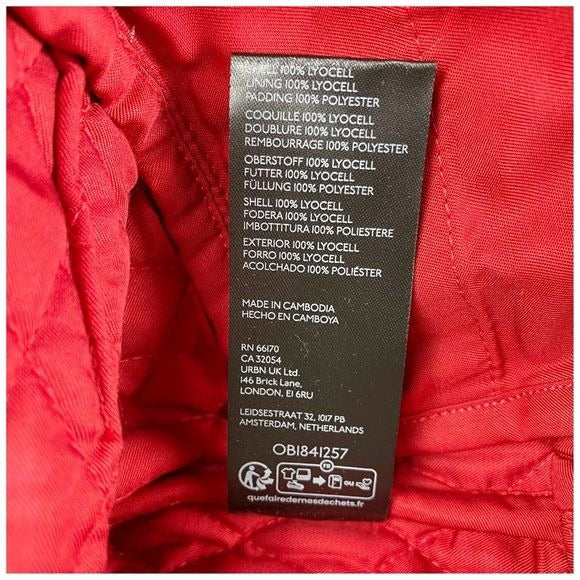 SHELL 100% LYOCELL
LINING 100% LYOCELL
PADDING 100% POLYESTER
COQUILLE 100% LYOCELL
DOUBLURE 100% LYOCELL
REMBOURRAGE 100% POLYESTER
OBERSTOFF 100% LYOCELL
FUTTER 100% LYOCELL
FÜLLUNG 100% POLYESTER
SHELL 100% LYOCELL
FODERA 100% LYOCELL
IMBOTTITURA 100% POLIESTERE
EXTERIOR 100% LYOCELL
FORRO 100% LYOCELL
ACOLCHADO 100% POLIÉSTER
MADE IN CAMBODIA
HECHO EN CAMBOYA
RN 66170
CA 32054
URBN UK Ltd.
146 Brick Lane,
LONDON, E1 6RU
LEIDSESTRAAT 32, 1017 PB
AMSTERDAM, NETHERLANDS
OB1841257
FR
OU
quefairedemesdechets.fr